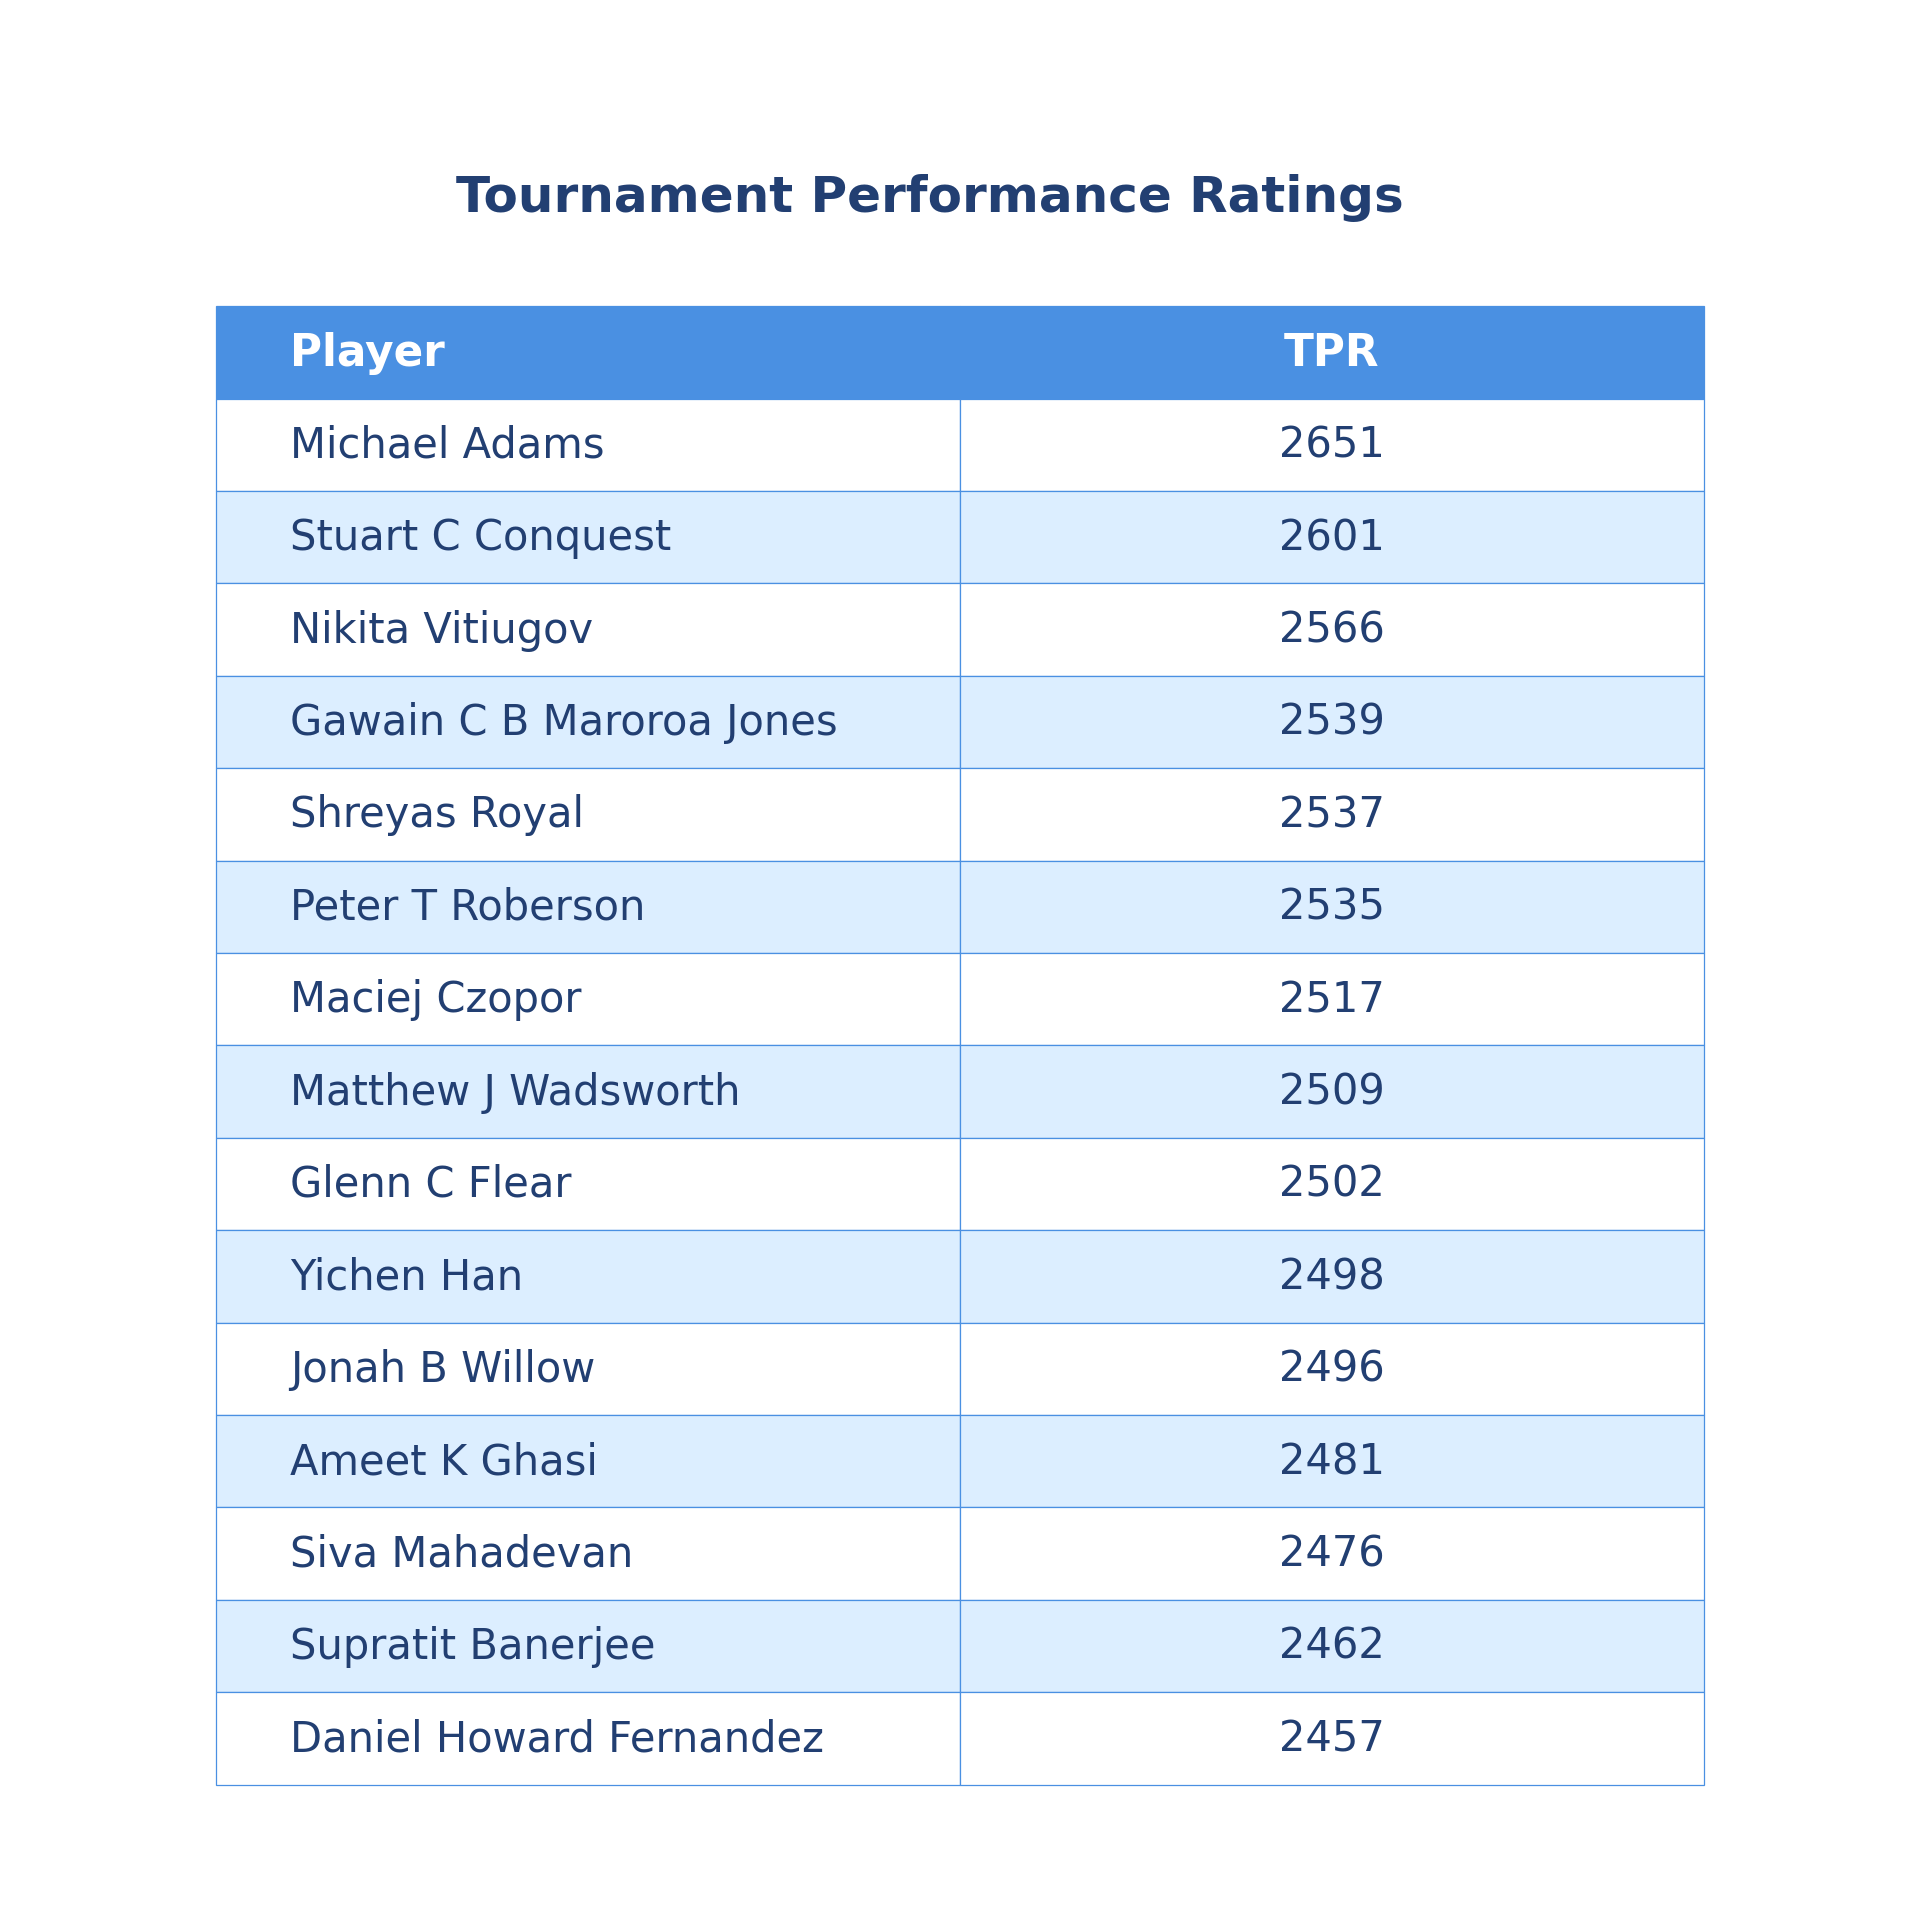 Tournament Performance Ratings
Player TPR
Michael Adams 2651
Stuart C Conquest 2601
Nikita Vitiugov 2566
Gawain C B Maroroa Jones 2539
Shreyas Royal 2537
Peter T Roberson 2535
Maciej Czopor 2517
Matthew J Wadsworth 2509
Glenn C Flear 2502
Yichen Han 2498
Jonah B Willow 2496
Ameet K Ghasi 2481
Siva Mahadevan 2476
Supratit Banerjee 2462
Daniel Howard Fernandez 2457